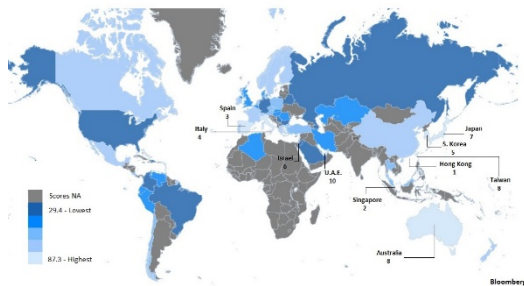 Spain
3
Italy
4
Israel
6
U.A.E.
10
Japan
7
S. Korea
5
Hong Kong
1
Taiwan
8
Singapore
2
Australia
8
Scores NA
29.4 - Lowest
87.3 - Highest
Bloomberg